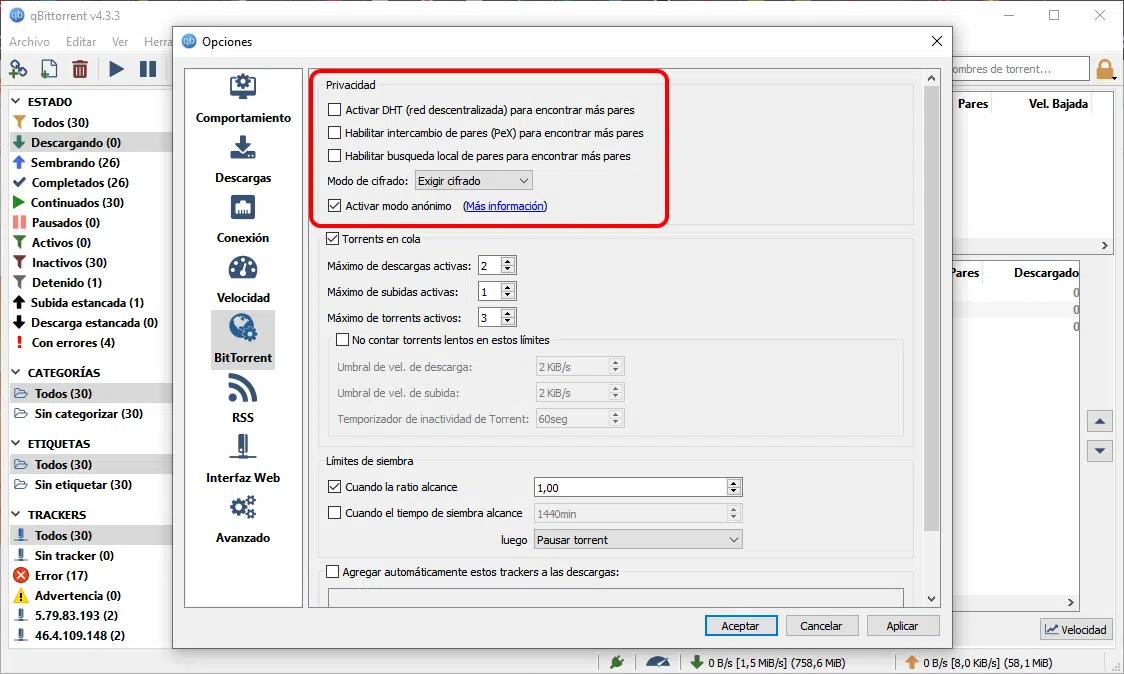 qBittorrent v4.3.3
Archivo Editar Ver Herra
ombres de torrent...
ESTADO
Todos (30)
Descargando (0)
Sembrando (26)
Completados (26)
Continuados (30)
Pausados (0)
Activos (0)
Inactivos (30)
Detenido (1)
Subida estancada (1)
Descarga estancada (0)
Con errores (4)
CATEGORÍAS
Todos (30)
Sin categorizar (30)
ETIQUETAS
Todos (30)
Sin etiquetar (30)
TRACKERS
Todos (30)
Sin tracker (0)
Error (17)
Advertencia (0)
5.79.83.193 (2)
46.4.109.148 (2)
Opciones
Comportamiento
Descargas
Conexión
Velocidad
BitTorrent
RSS
Interfaz Web
Avanzado
Privacidad
Activar DHT (red descentralizada) para encontrar más pares
Habilitar intercambio de pares (PeX) para encontrar más pares
Habilitar busqueda local de pares para encontrar más pares
Modo de cifrado: Exigir cifrado
Activar modo anónimo (Más información)
Torrents en cola
Máximo de descargas activas: 2
Máximo de subidas activas: 1
Máximo de torrents activos: 3
No contar torrents lentos en estos límites
Umbral de vel. de descarga: 2 KiB/s
Umbral de vel. de subida: 2 KiB/s
Temporizador de inactividad de Torrent: 60seg
Límites de siembra
Cuando la ratio alcance 1,00
Cuando el tiempo de siembra alcance 1440min
luego Pausar torrent
Agregar automáticamente estos trackers a las descargas:
Aceptar Cancelar Aplicar
Pares Vel. Bajada
Pares Descargado
0
0
0
Velocidad
0 B/s [1,5 MiB/s] (758,6 MiB) 0 B/s [8,0 KiB/s] (58,1 MiB)